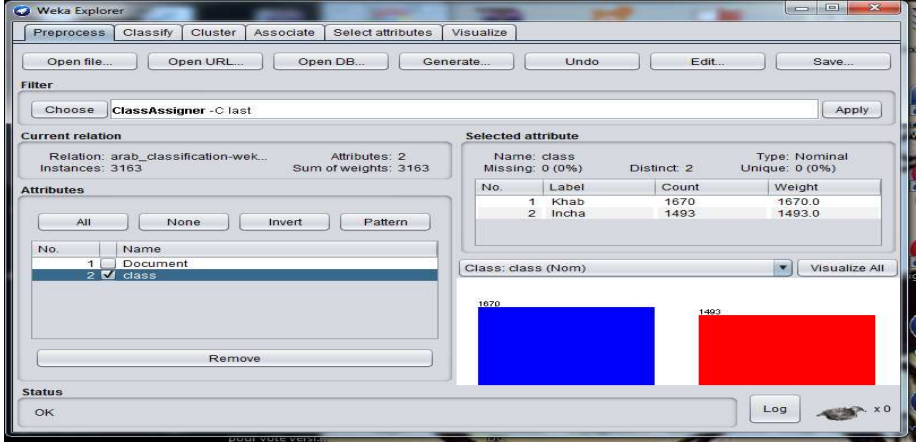 Weka Explorer
Preprocess Classify Cluster Associate Select attributes Visualize
Open file... Open URL... Open DB... Generate... Undo Edit... Save...
Filter
Choose ClassAssigner -C last Apply
Current relation
Relation: arab_classification-wek... Attributes: 2
Instances: 3163 Sum of weights: 3163
Attributes
All None Invert Pattern
No. Name
1 Document
2 class
Remove
Selected attribute
Name: class Type: Nominal
Missing: 0 (0%) Distinct: 2 Unique: 0 (0%)
No. Label Count Weight
1 Khab 1670 1670.0
2 Incha 1493 1493.0
Class: class (Nom) Visualize All
1670
1493
Status
OK
Log x 0
pour vote versi...